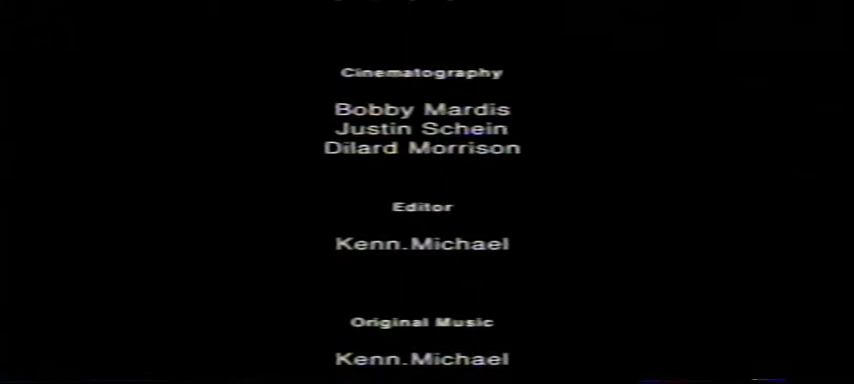 Cinematography
Bobby Mardis
Justin Schein
Dilard Morrison
Editor
Kenn.Michael
Original Music
Kenn.Michael